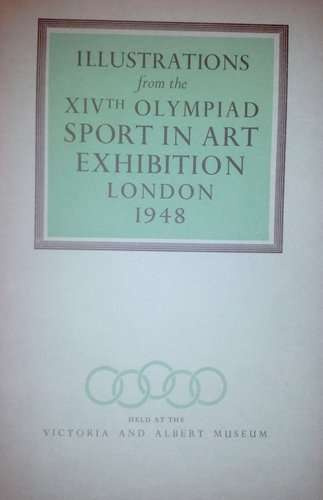 ILLUSTRATIONS
from the
XIVTH OLYMPIAD
SPORT IN ART
EXHIBITION
LONDON
1948
HELD AT THE
VICTORIA AND ALBERT MUSEUM